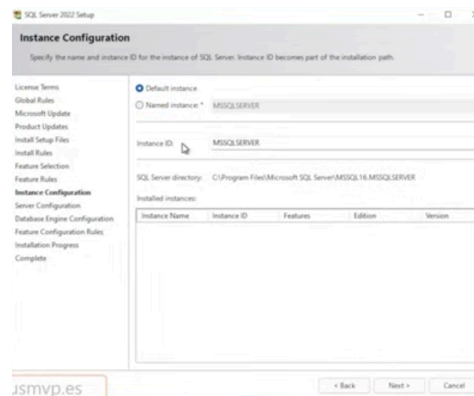 SQL Server 2022 Setup
Instance Configuration
Specify the name and instance ID for the instance of SQL Server. Instance ID becomes part of the installation path.
License Terms
Global Rules
Microsoft Update
Product Updates
Install Setup Files
Install Rules
Feature Selection
Feature Rules
Instance Configuration
Server Configuration
Database Engine Configuration
Feature Configuration Rules
Installation Progress
Complete
Default instance
Named instance: * MSSQLSERVER
Instance ID: MSSQLSERVER
SQL Server directory: C:\Program Files\Microsoft SQL Server\MSSQL16.MSSQLSERVER
Installed instances:
Instance Name Instance ID Features Edition Version
< Back Next > Cancel
usmvp.es